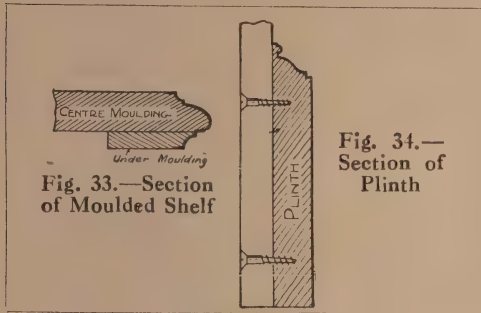 CENTRE MOULDING
Under Moulding
Fig. 33.—Section
of Moulded Shelf
PLINTH
Fig. 34.—
Section of
Plinth